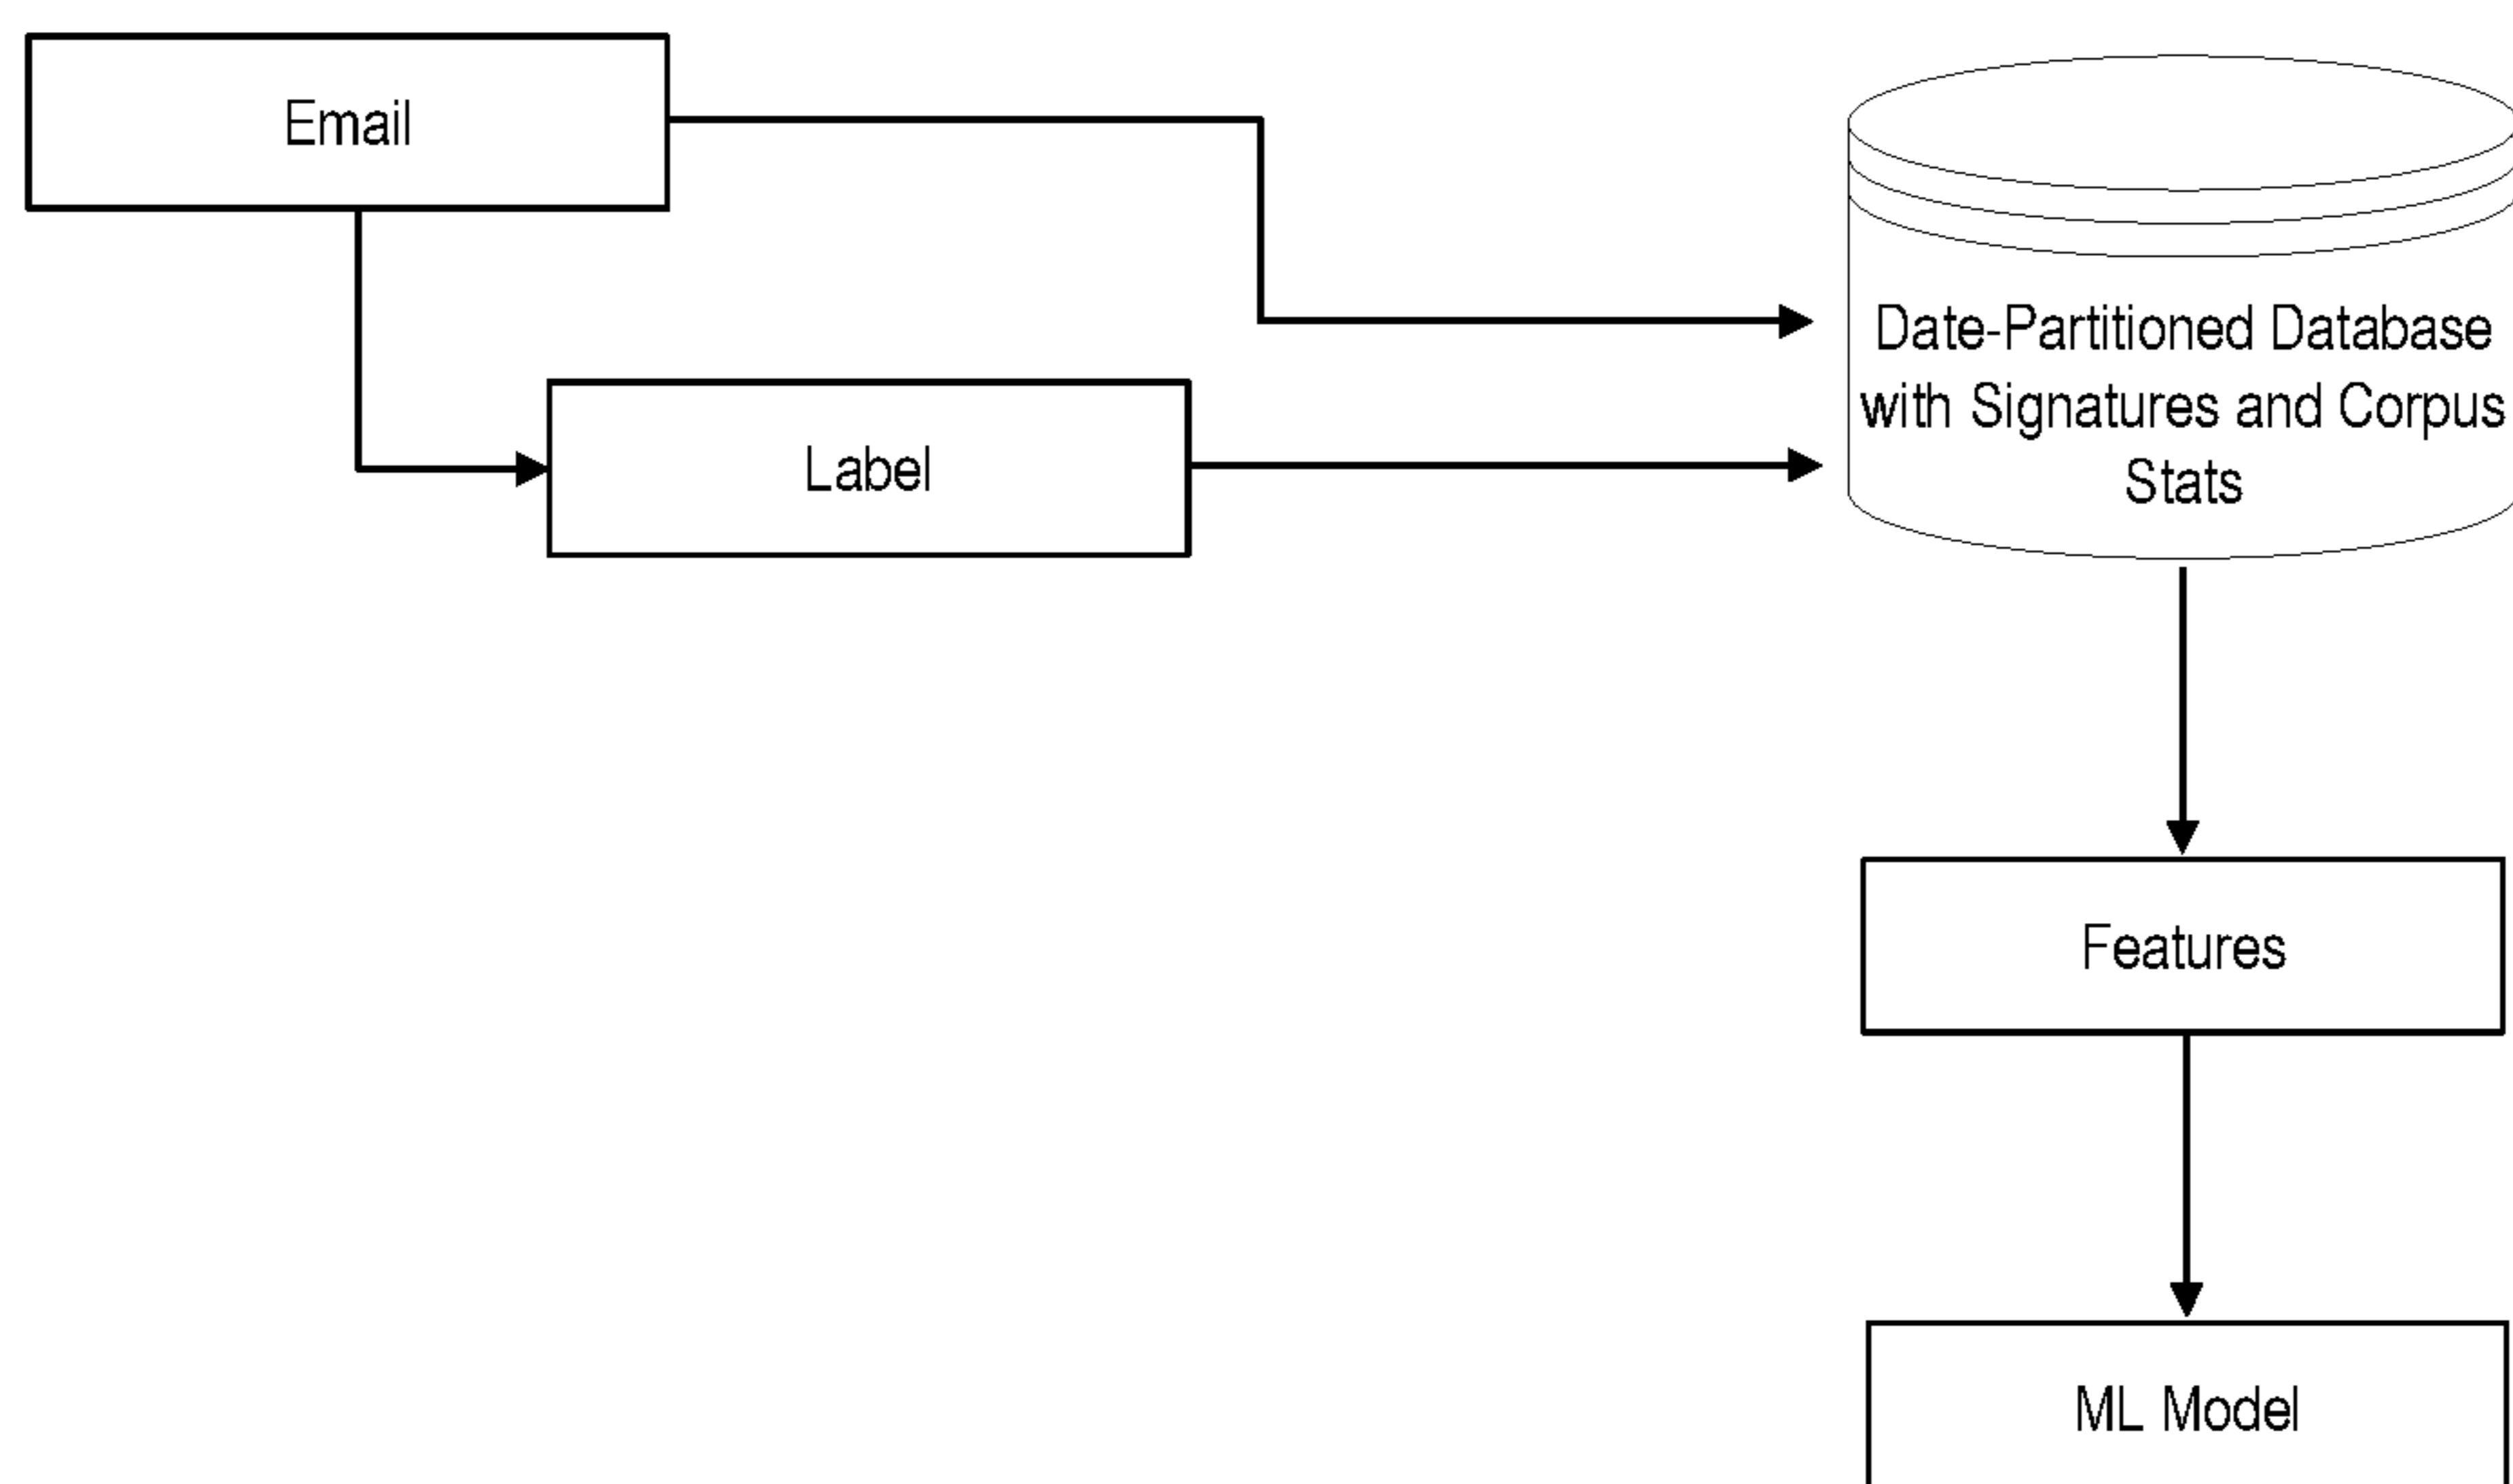 Email
Label
Date-Partitioned Database
with Signatures and Corpus
Stats
Features
ML Model